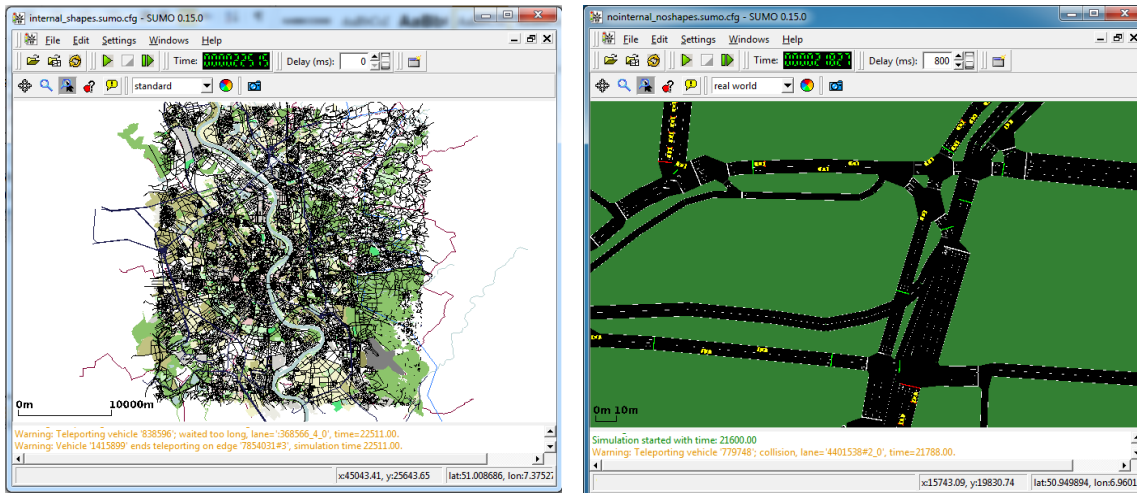 internal_shapes.sumo.cfg - SUMO 0.15.0
File Edit Settings Windows Help
Time: Delay (ms): 0
standard
0m 10000m
Warning: Teleporting vehicle '838596'; waited too long, lane=':368566_4_0', time=22511.00.
Warning: Vehicle '1415899' ends teleporting on edge '7854031#3', simulation time 22511.00.
x:45043.41, y:25643.65 lat:51.008686, lon:7.3752
nointernal_noshapes.sumo.cfg - SUMO 0.15.0
File Edit Settings Windows Help
Time: Delay (ms): 800
real world
0m 10m
Simulation started with time: 21600.00
Warning: Teleporting vehicle '779748'; collision, lane='4401538#2_0', time=21788.00.
x:15743.09, y:19830.74 lat:50.949894, lon:6.9601